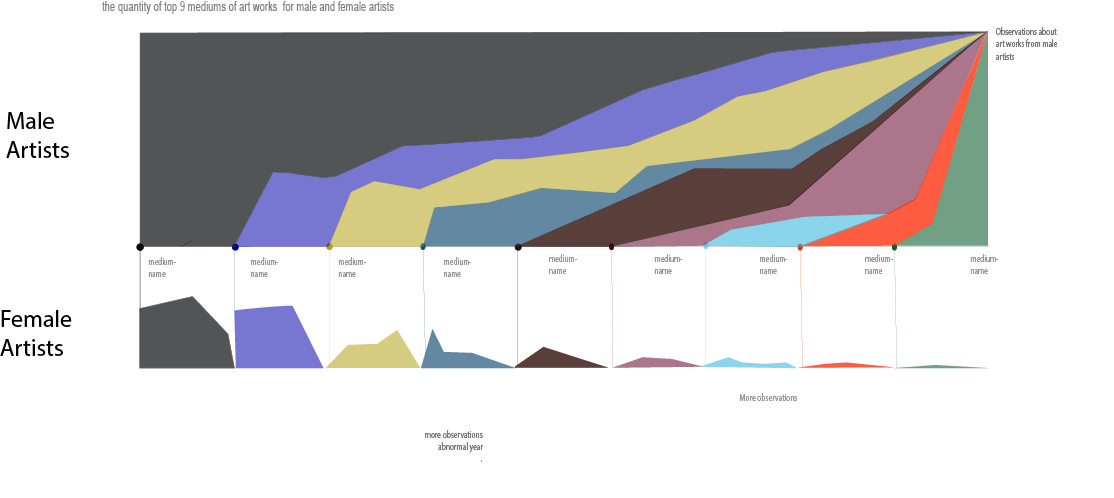 the quantity of top 9 mediums of art works for male and female artists
Observations about
art works from male
artists
Male
Artists
medium-
name
medium-
name
medium-
name
medium-
name
medium-
name
medium-
name
medium-
name
medium-
name
medium-
name
Female
Artists
More observations
more observations
abnormal year
.